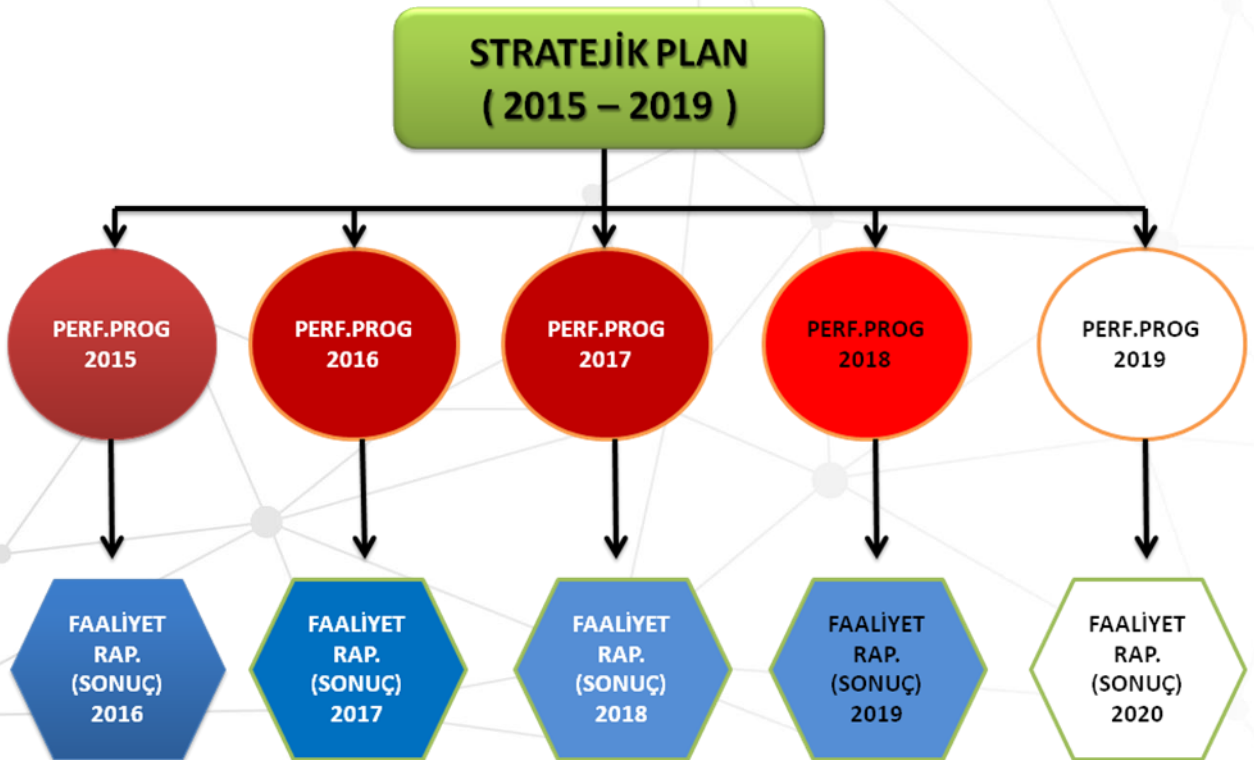 STRATEJİK PLAN
( 2015 – 2019 )
PERF.PROG
2015
PERF.PROG
2016
PERF.PROG
2017
PERF.PROG
2018
PERF.PROG
2019
FAALİYET
RAP.
(SONUÇ)
2016
FAALİYET
RAP.
(SONUÇ)
2017
FAALİYET
RAP.
(SONUÇ)
2018
FAALİYET
RAP.
(SONUÇ)
2019
FAALİYET
RAP.
(SONUÇ)
2020